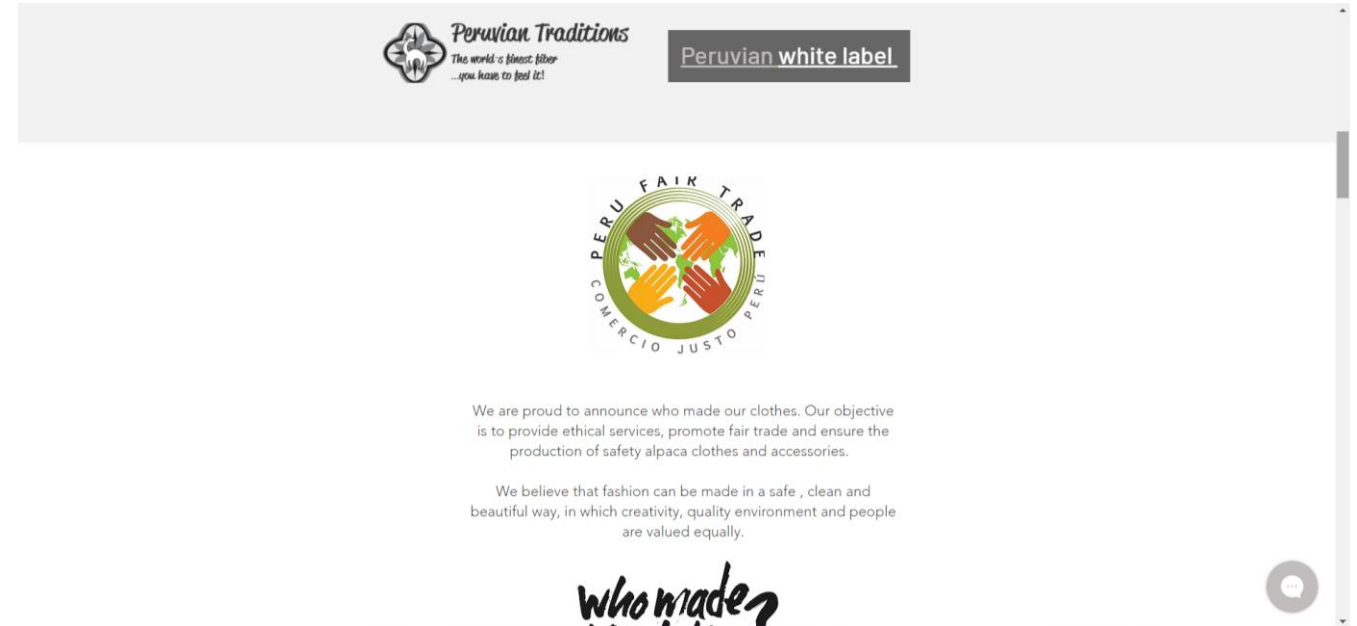 Peruvian Traditions
The world's finest fiber
...you have to feel it!
Peruvian white label
PERU FAIR TRADE
COMERCIO JUSTO PERÚ
We are proud to announce who made our clothes. Our objective
is to provide ethical services, promote fair trade and ensure the
production of safety alpaca clothes and accessories.
We believe that fashion can be made in a safe , clean and
beautiful way, in which creativity, quality environment and people
are valued equally.
who made